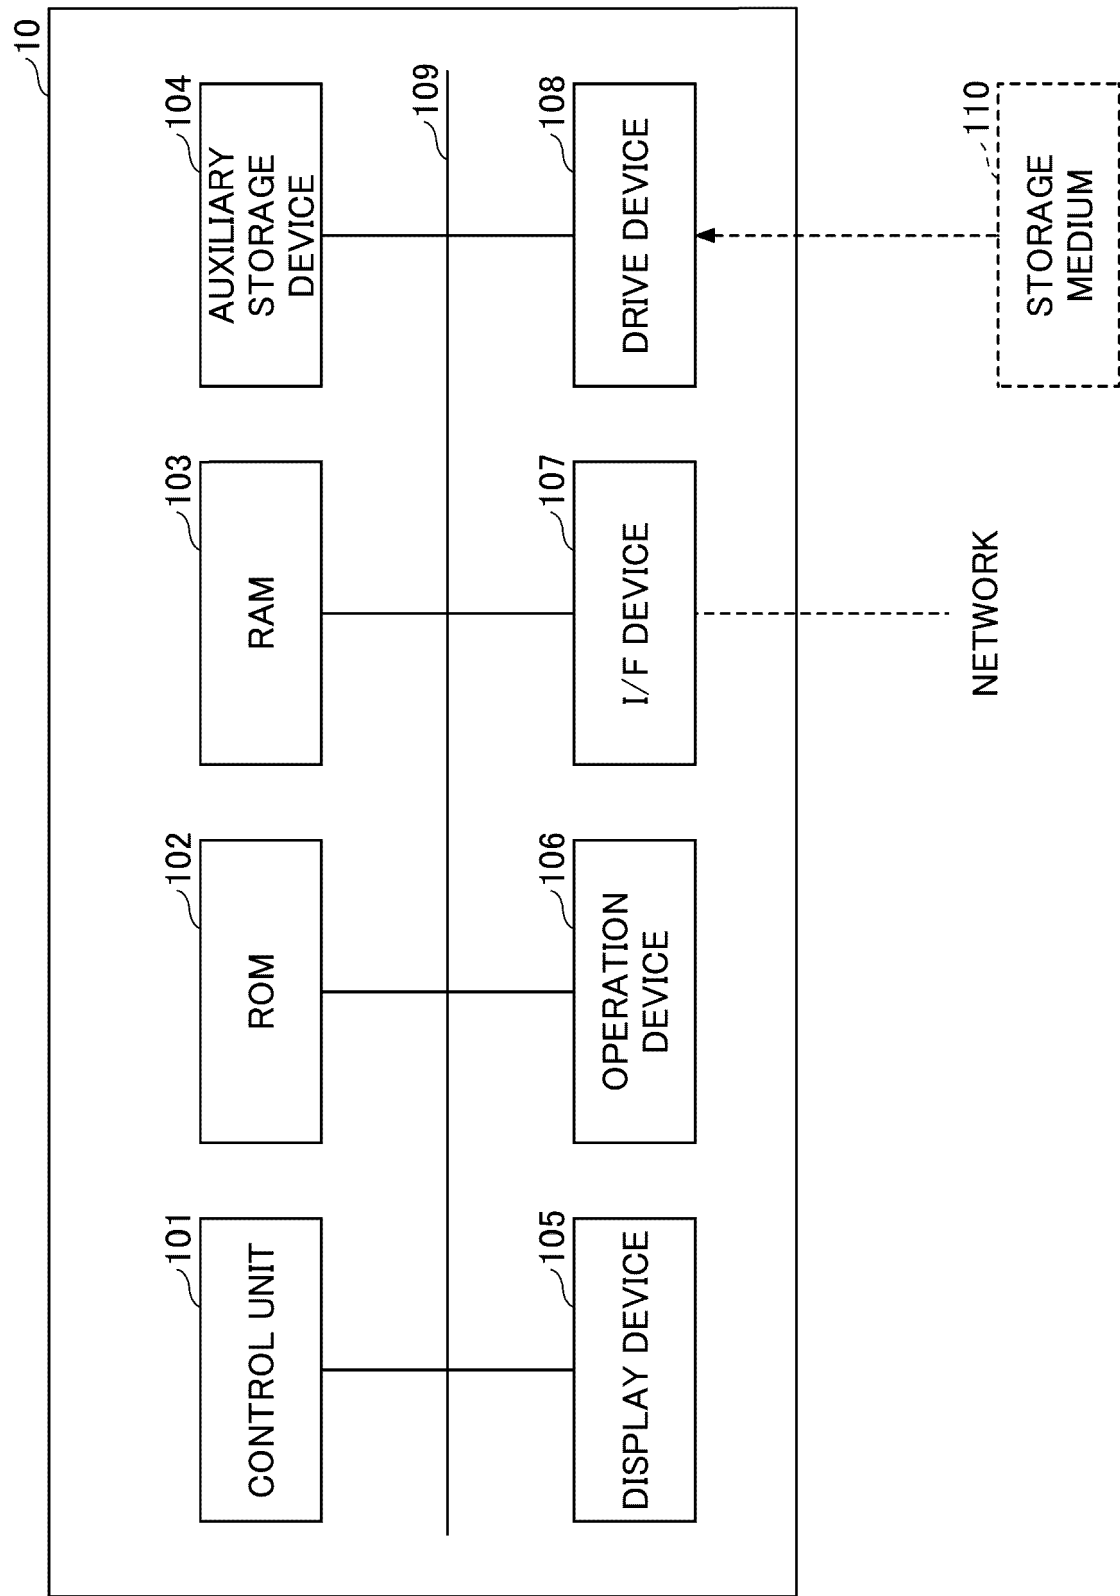 10
101
CONTROL UNIT
102
ROM
103
RAM
104
AUXILIARY
STORAGE
DEVICE
109
105
DISPLAY DEVICE
106
OPERATION
DEVICE
107
I/F DEVICE
108
DRIVE DEVICE
NETWORK
110
STORAGE
MEDIUM